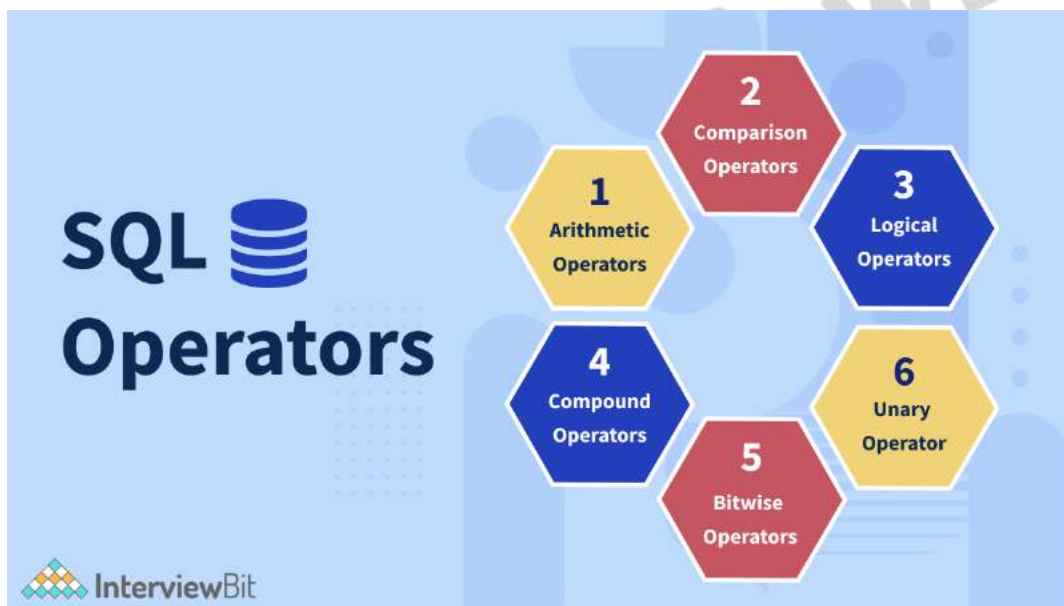 SQL
Operators
1
Arithmetic
Operators
2
Comparison
Operators
3
Logical
Operators
4
Compound
Operators
5
Bitwise
Operators
6
Unary
Operator
InterviewBit